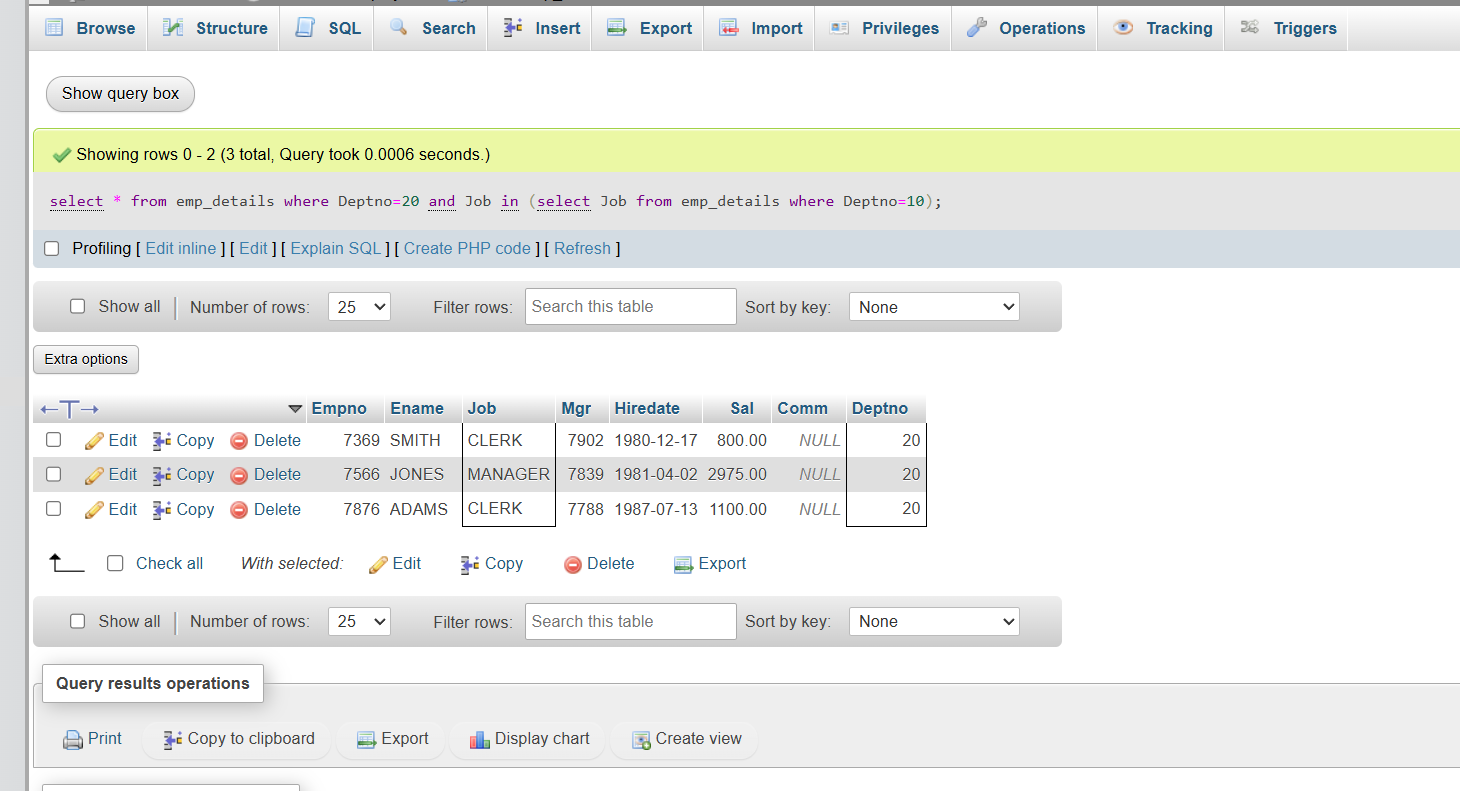 Browse Structure SQL Search Insert Export Import Privileges Operations Tracking Triggers
Show query box
Showing rows 0 - 2 (3 total, Query took 0.0006 seconds.)
select * from emp_details where Deptno=20 and Job in (select Job from emp_details where Deptno=10);
Profiling [ Edit inline ] [ Edit ] [ Explain SQL ] [ Create PHP code ] [ Refresh ]
Show all Number of rows: 25 Filter rows: Search this table Sort by key: None
Extra options
Empno Ename Job Mgr Hiredate Sal Comm Deptno
Edit Copy Delete 7369 SMITH CLERK 7902 1980-12-17 800.00 NULL 20
Edit Copy Delete 7566 JONES MANAGER 7839 1981-04-02 2975.00 NULL 20
Edit Copy Delete 7876 ADAMS CLERK 7788 1987-07-13 1100.00 NULL 20
Check all With selected: Edit Copy Delete Export
Show all Number of rows: 25 Filter rows: Search this table Sort by key: None
Query results operations
Print Copy to clipboard Export Display chart Create view